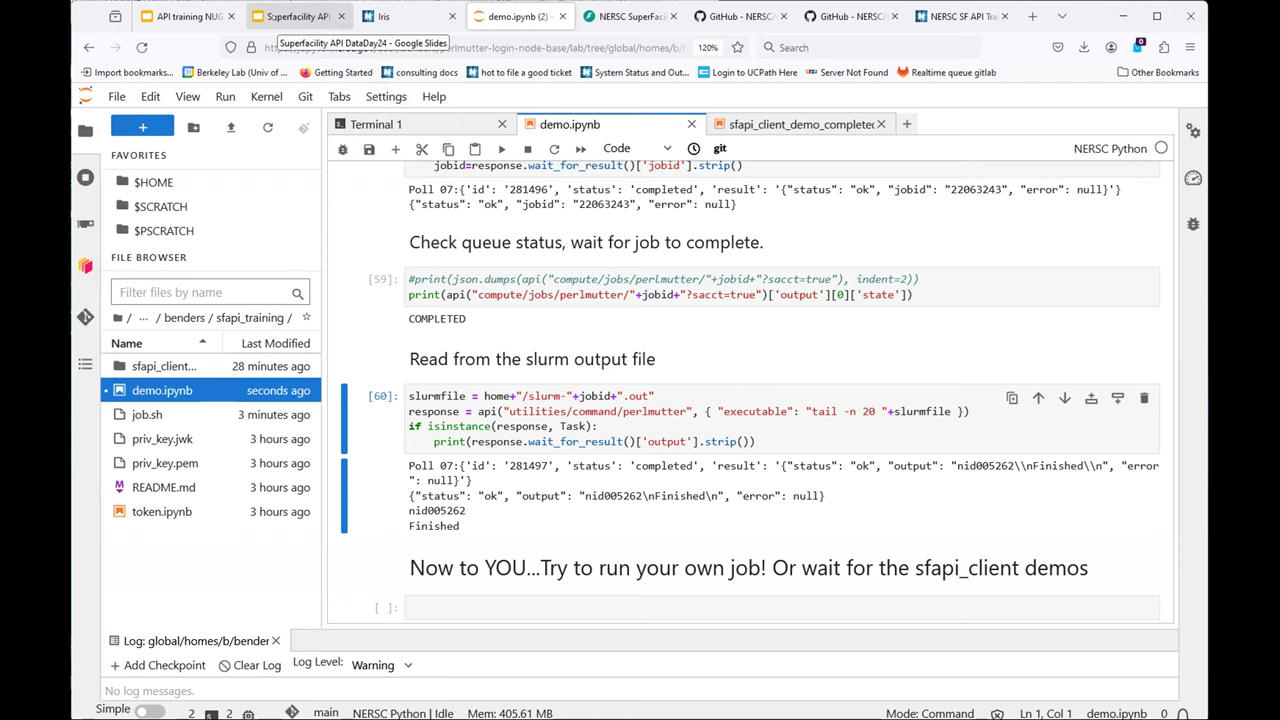 API training NUG
Superfacility API
Iris
demo.ipynb (2) -
NERSC SuperFaci
GitHub - NERSC/
GitHub - NERSC/
NERSC SF API Tra
Superfacility API DataDay24 - Google Slides
120%
Search
Import bookmarks...
Berkeley Lab (Univ of ...
Getting Started
consulting docs
hot to file a good ticket
System Status and Out...
Login to UCPath Here
Server Not Found
Realtime queue gitlab
Other Bookmarks
File Edit View Run Kernel Git Tabs Settings Help
Terminal 1
demo.ipynb
sfapi_client_demo_completed
Code
git
NERSC Python
FAVORITES
$HOME
$SCRATCH
$PSCRATCH
FILE BROWSER
Filter files by name
/ ... / benders / sfapi_training /
Name Last Modified
sfapi_client... 28 minutes ago
demo.ipynb seconds ago
job.sh 3 minutes ago
priv_key.jwk 3 hours ago
priv_key.pem 3 hours ago
README.md 3 hours ago
token.ipynb 3 hours ago
jobid=response.wait_for_result()['jobid'].strip()
Poll 07:{'id': '281496', 'status': 'completed', 'result': '{"status": "ok", "jobid": "22063243", "error": null}'}
{"status": "ok", "jobid": "22063243", "error": null}
Check queue status, wait for job to complete.
[59]:
#print(json.dumps(api("compute/jobs/perlmutter/"+jobid+"?sacct=true"), indent=2))
print(api("compute/jobs/perlmutter/"+jobid+"?sacct=true")['output'][0]['state'])
COMPLETED
Read from the slurm output file
[60]:
slurmfile = home+"/slurm-"+jobid+".out"
response = api("utilities/command/perlmutter", { "executable": "tail -n 20 "+slurmfile })
if isinstance(response, Task):
print(response.wait_for_result()['output'].strip())
Poll 07:{'id': '281497', 'status': 'completed', 'result': '{"status": "ok", "output": "nid005262\\nFinished\\n", "error
": null}'}
{"status": "ok", "output": "nid005262\nFinished\n", "error": null}
nid005262
Finished
Now to YOU...Try to run your own job! Or wait for the sfapi_client demos
[ ]:
Log: global/homes/b/bender
Add Checkpoint
Clear Log
Log Level:
Warning
No log messages.
Simple
2
2
main
NERSC Python | Idle
Mem: 405.61 MB
Mode: Command
Ln 1, Col 1
demo.ipynb
0